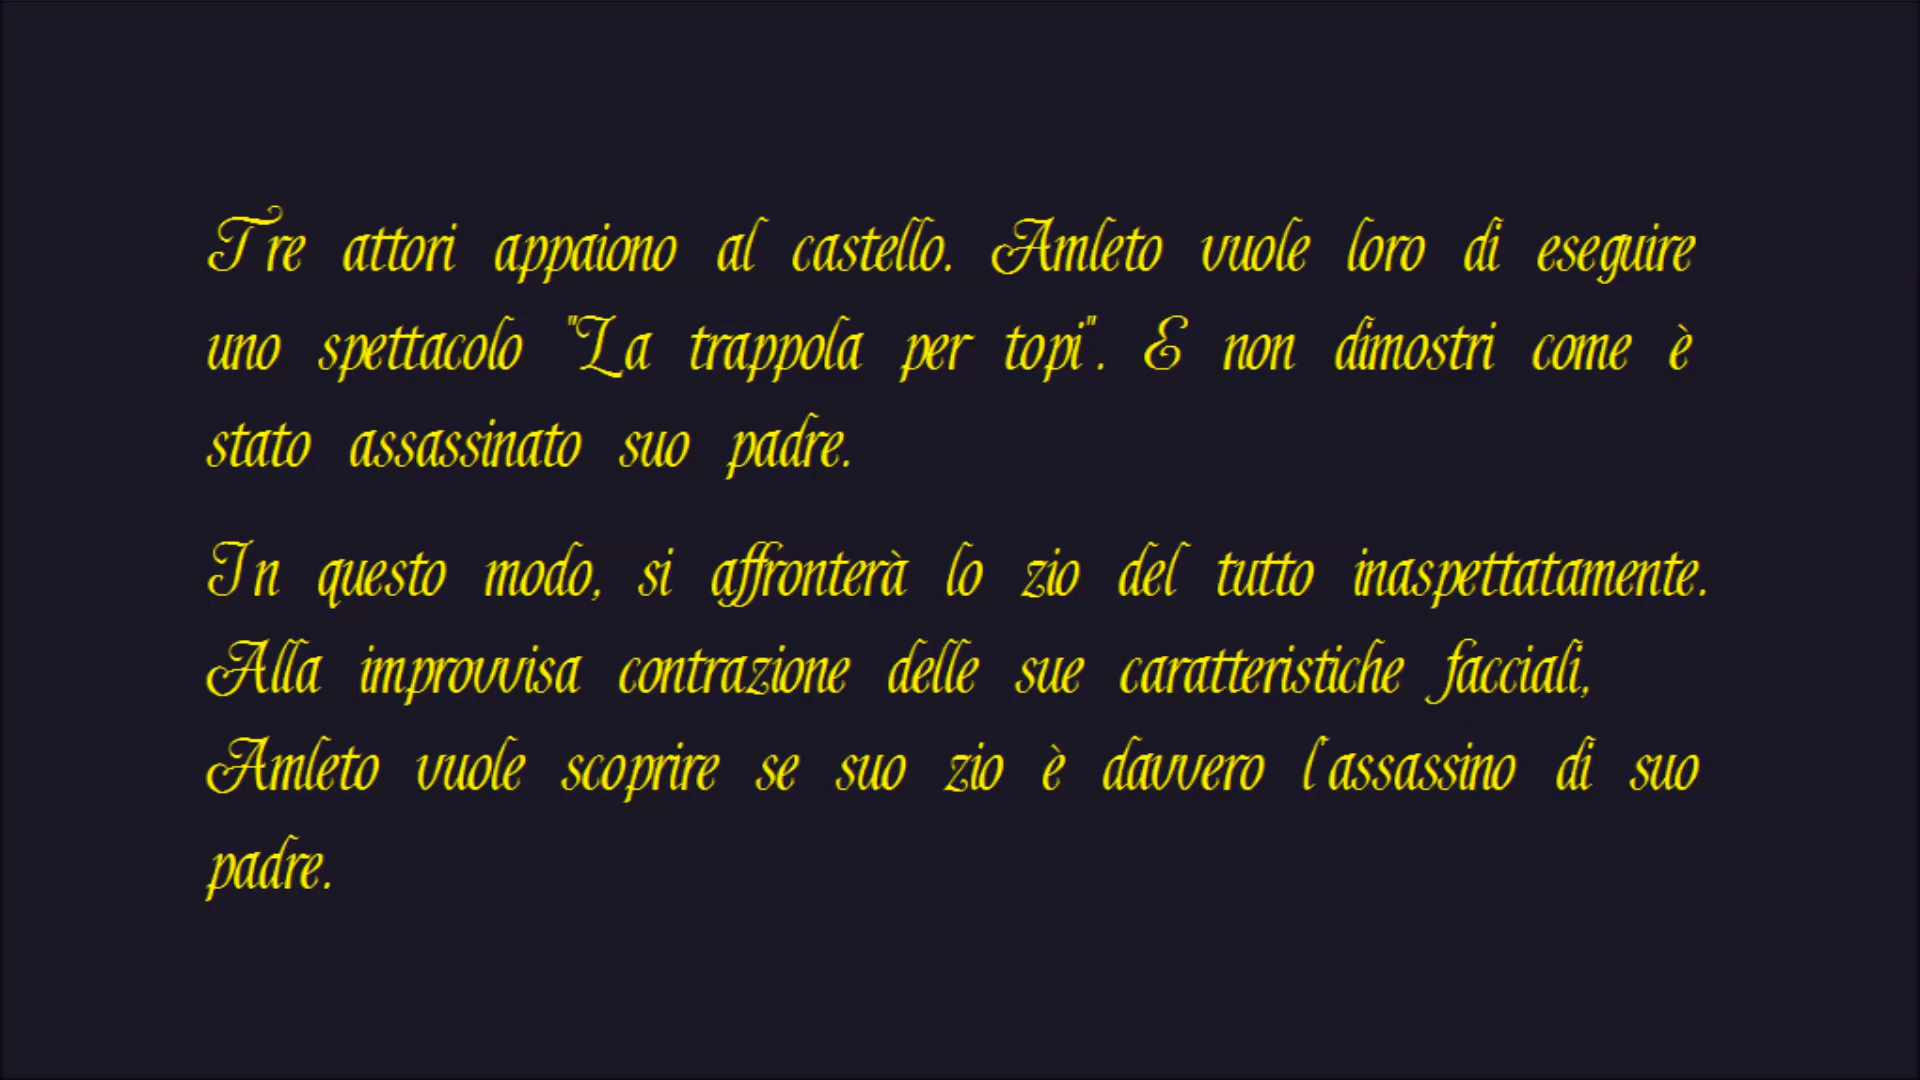 Tre attori appaiono al castello. Amleto vuole loro di eseguire
uno spettacolo "La trappola per topi". E non dimostri come è
stato assassinato suo padre.
In questo modo, si affronterà lo zio del tutto inaspettatamente.
Alla improvvisa contrazione delle sue caratteristiche facciali,
Amleto vuole scoprire se suo zio è davvero l'assassino di suo
padre.